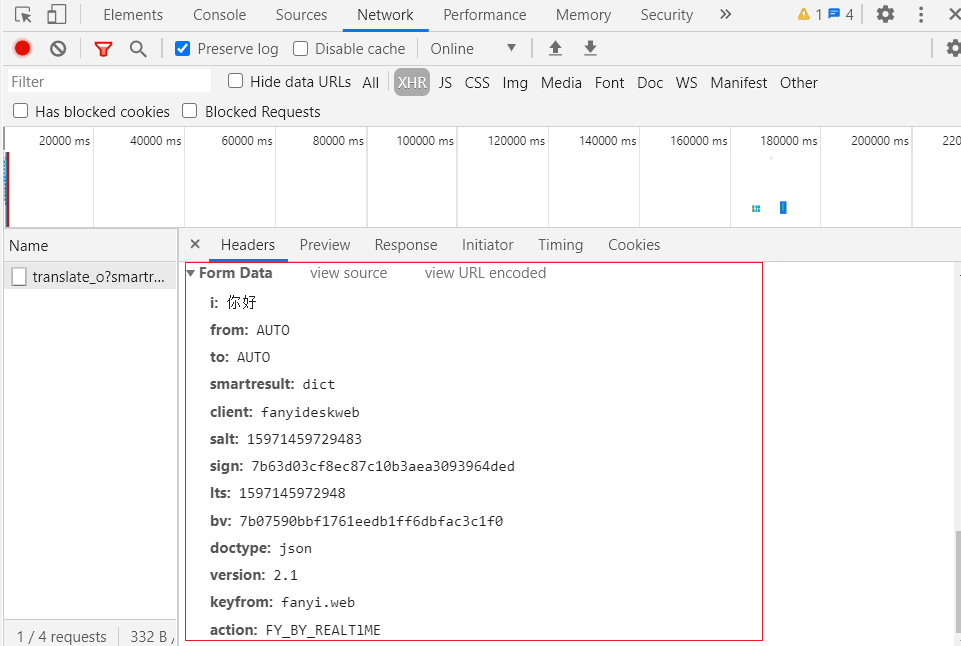 Elements Console Sources Network Performance Memory Security » 1 4
Preserve log Disable cache Online
Filter Hide data URLs All XHR JS CSS Img Media Font Doc WS Manifest Other
Has blocked cookies Blocked Requests
20000 ms 40000 ms 60000 ms 80000 ms 100000 ms 120000 ms 140000 ms 160000 ms 180000 ms 200000 ms 220
Name × Headers Preview Response Initiator Timing Cookies
translate_o?smartr...
Form Data view source view URL encoded
i: 你好
from: AUTO
to: AUTO
smartresult: dict
client: fanyideskweb
salt: 15971459729483
sign: 7b63d03cf8ec87c10b3aea3093964ded
lts: 1597145972948
bv: 7b07590bbf1761eedb1ff6dbfac3c1f0
doctype: json
version: 2.1
keyfrom: fanyi.web
action: FY_BY_REALTlME
1 / 4 requests 332 B /